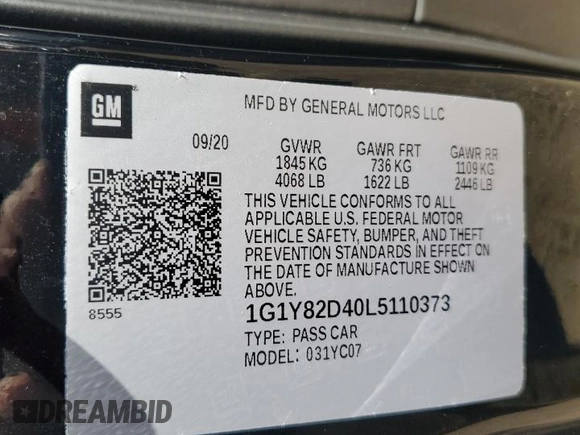 GM
MFD BY GENERAL MOTORS LLC
09/20 GVWR GAWR FRT GAWR RR
1845 KG 736 KG 1109 KG
4068 LB 1622 LB 2446 LB
THIS VEHICLE CONFORMS TO ALL
APPLICABLE U.S. FEDERAL MOTOR
VEHICLE SAFETY, BUMPER, AND THEFT
PREVENTION STANDARDS IN EFFECT ON
THE DATE OF MANUFACTURE SHOWN
ABOVE.
8555
1G1Y82D40L5110373
TYPE: PASS CAR
MODEL: 031YC07
DREAMBID